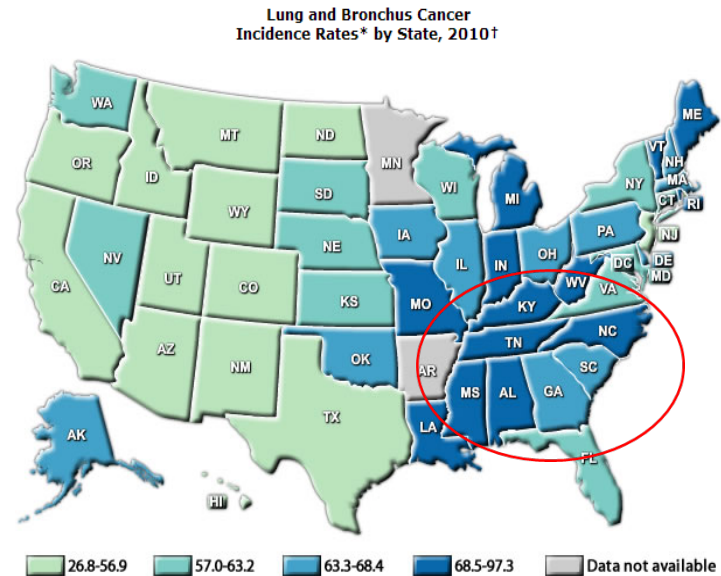 Lung and Bronchus Cancer
Incidence Rates* by State, 2010†
WA
MT
ND
MN
ME
VT
NH
OR
ID
SD
WI
MI
NY
MA
CT
RI
WY
IA
PA
NJ
NV
UT
NE
IL
IN
OH
DC
DE
MD
CA
CO
KS
MO
WV
VA
KY
AZ
NM
OK
AR
TN
NC
SC
TX
MS
AL
GA
LA
AK
FL
HI
26.8-56.9 57.0-63.2 63.3-68.4 68.5-97.3 Data not available